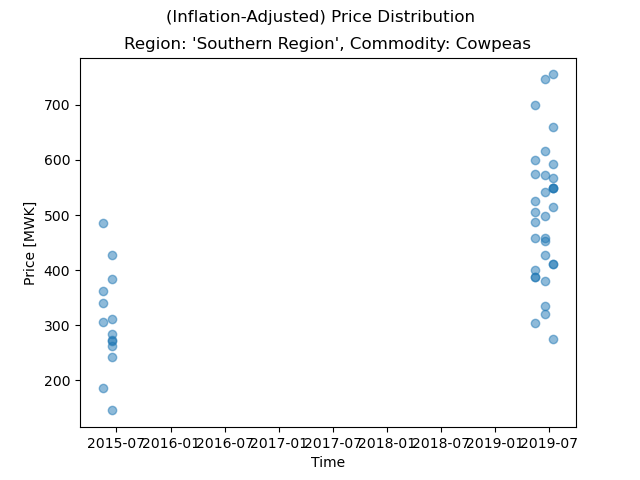 (Inflation-Adjusted) Price Distribution
Region: 'Southern Region', Commodity: Cowpeas
Price [MWK]
700
600
500
400
300
200
2015-07 2016-01 2016-07 2017-01 2017-07 2018-01 2018-07 2019-01 2019-07
Time